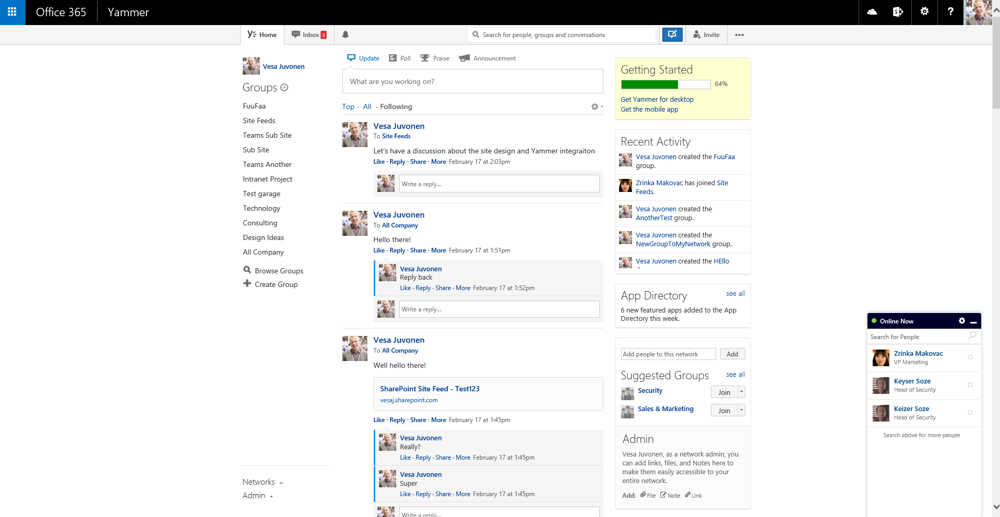 Office 365
Yammer
?
Home
Inbox 3
Search for people, groups and conversations
Invite
Vesa Juvonen
Groups
FuuFaa
Site Feeds
Teams Sub Site
Sub Site
Teams Another
Intranet Project
Test garage
Technology
Consulting
Design Ideas
All Company
Browse Groups
Create Group
Networks
Admin
Update Poll Praise Announcement
What are you working on?
Top · All · Following
Vesa Juvonen
To Site Feeds
Let's have a discussion about the site design and Yammer integraiton
Like · Reply · Share · More February 17 at 2:03pm
Write a reply...
Vesa Juvonen
To All Company
Hello there!
Like · Reply · Share · More February 17 at 1:51pm
Vesa Juvonen
Reply back
Like · Reply · Share · More February 17 at 1:52pm
Write a reply...
Vesa Juvonen
To All Company
Well hello there!
SharePoint Site Feed - Test123
vesaj.sharepoint.com
Like · Reply · Share · More February 17 at 1:45pm
Vesa Juvonen
Really?
Like · Reply · Share · More February 17 at 1:45pm
Vesa Juvonen
Super
Like · Reply · Share · More February 17 at 1:45pm
Write a reply...
Getting Started
64%
Get Yammer for desktop
Get the mobile app
Recent Activity
Vesa Juvonen created the FuuFaa
group.
Zrinka Makovac has joined Site
Feeds.
Vesa Juvonen created the
AnotherTest group.
Vesa Juvonen created the
NewGroupToMyNetwork group.
Vesa Juvonen created the HEllo
App Directory see all
6 new featured apps added to the App
Directory this week.
Add people to this network Add
Suggested Groups see all
Security Join
Sales & Marketing Join
Admin
Vesa Juvonen, as a network admin, you
can add links, files, and Notes here to
make them easily accessible to your
entire network.
Add: File Note Link
Online Now
Search for People
Zrinka Makovac
VP Marketing
Keyser Soze
Head of Security
Keizer Soze
Head of Security
Search above for more people